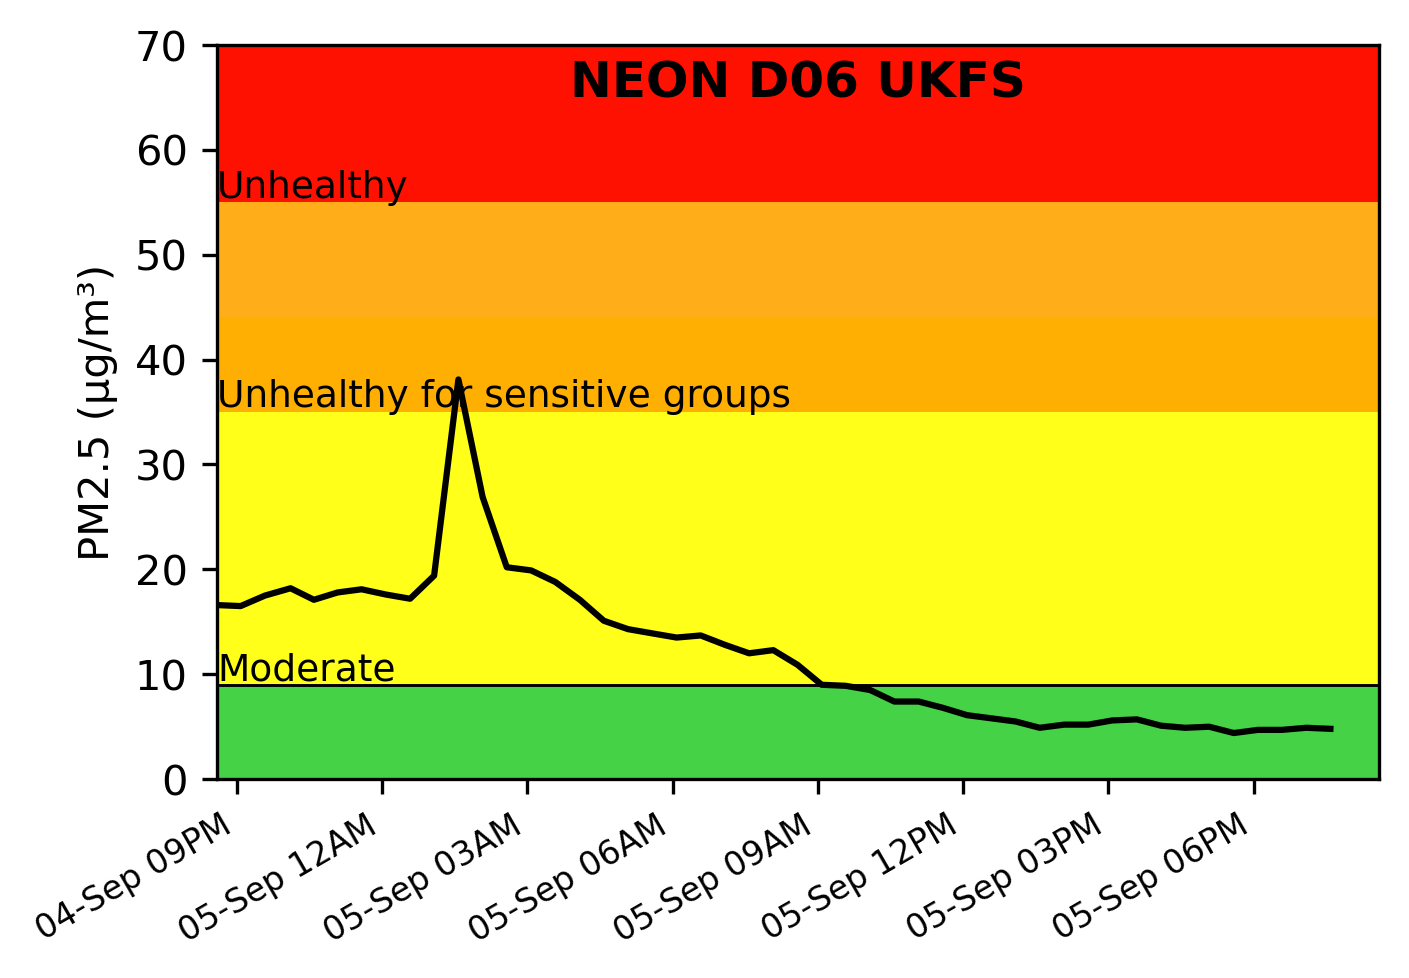 NEON D06 UKFS
70
60
50
40
30
20
10
0
PM2.5 (µg/m³)
Unhealthy
Unhealthy for sensitive groups
Moderate
04-Sep 09PM
05-Sep 12AM
05-Sep 03AM
05-Sep 06AM
05-Sep 09AM
05-Sep 12PM
05-Sep 03PM
05-Sep 06PM